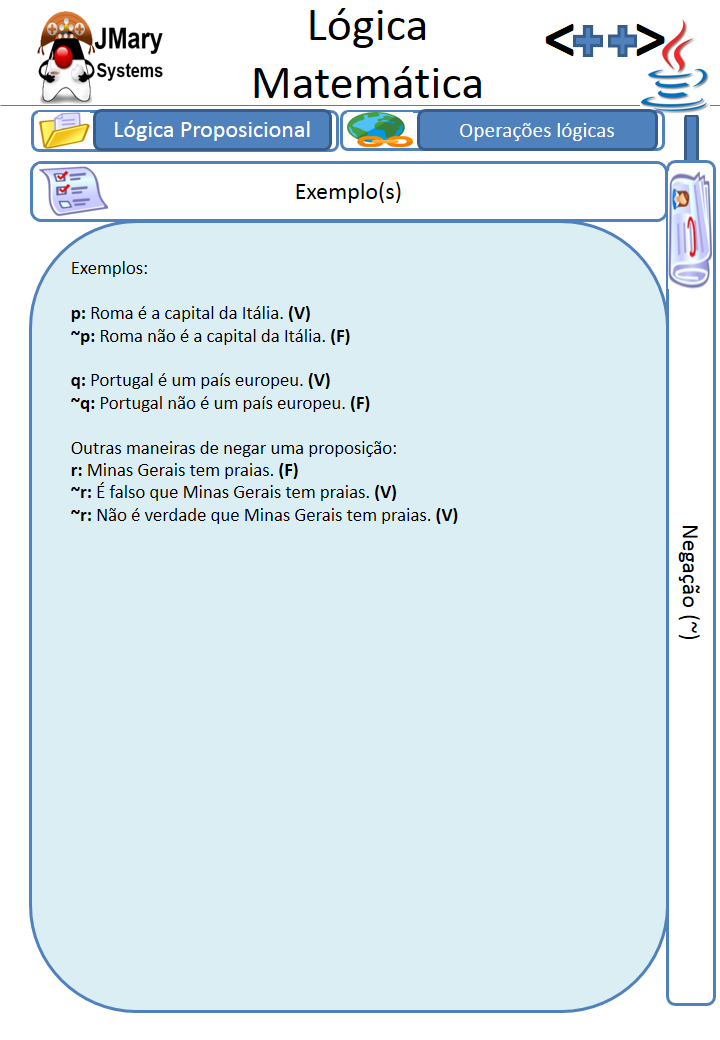 JMary
Systems
Lógica
Matemática
<++>
Lógica Proposicional
Operações lógicas
Exemplo(s)
Exemplos:
p: Roma é a capital da Itália. (V)
~p: Roma não é a capital da Itália. (F)
q: Portugal é um país europeu. (V)
~q: Portugal não é um país europeu. (F)
Outras maneiras de negar uma proposição:
r: Minas Gerais tem praias. (F)
~r: É falso que Minas Gerais tem praias. (V)
~r: Não é verdade que Minas Gerais tem praias. (V)
Negação (~)